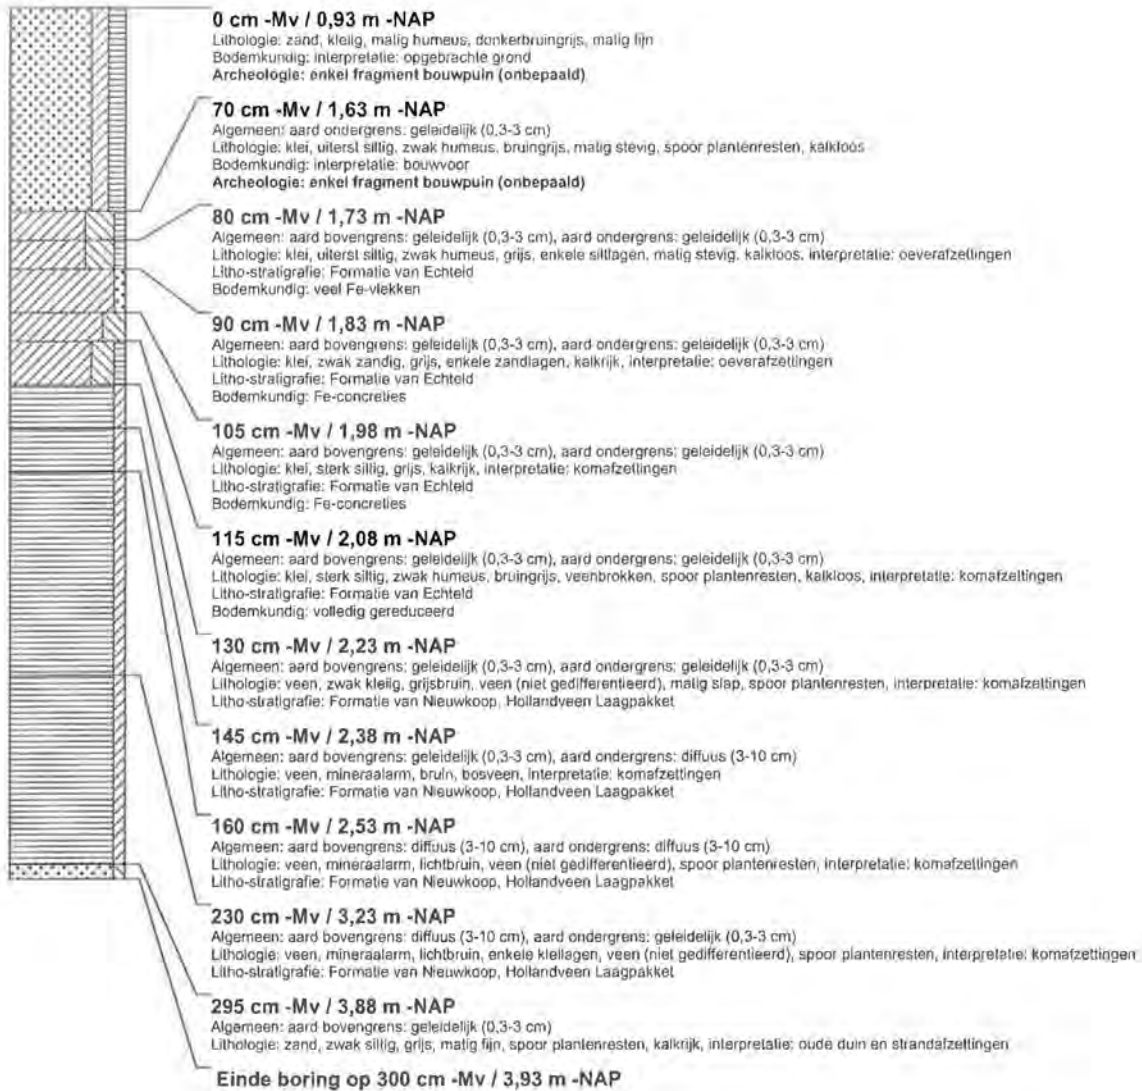 0 cm -Mv / 0,93 m -NAP
Lithologie: zand, kleiig, matig humeus, donkerbruingrijs, matig fijn
Bodemkundig: interpretatie: opgebrachte grond
Archeologie: enkel fragment bouwpuin (onbepaald)
70 cm -Mv / 1,63 m -NAP
Algemeen: aard ondergrens: geleidelijk (0,3-3 cm)
Lithologie: klei, uiterst siltig, zwak humeus, bruingrijs, matig stevig, spoor plantenresten, kalkloos
Bodemkundig: interpretatie: bouwvoor
Archeologie: enkel fragment bouwpuin (onbepaald)
80 cm -Mv / 1,73 m -NAP
Algemeen: aard bovengrens: geleidelijk (0,3-3 cm), aard ondergrens: geleidelijk (0,3-3 cm)
Lithologie: klei, uiterst siltig, zwak humeus, grijs, enkele siltlagen, matig stevig, kalkloos, interpretatie: oeverafzettingen
Litho-stratigrafie: Formatie van Echteld
Bodemkundig: veel Fe-vlekken
90 cm -Mv / 1,83 m -NAP
Algemeen: aard bovengrens: geleidelijk (0,3-3 cm), aard ondergrens: geleidelijk (0,3-3 cm)
Lithologie: klei, zwak zandig, grijs, enkele zandlagen, kalkrijk, interpretatie: oeverafzettingen
Litho-stratigrafie: Formatie van Echteld
Bodemkundig: Fe-concreties
105 cm -Mv / 1,98 m -NAP
Algemeen: aard bovengrens: geleidelijk (0,3-3 cm), aard ondergrens: geleidelijk (0,3-3 cm)
Lithologie: klei, sterk siltig, grijs, kalkrijk, interpretatie: komafzettingen
Litho-stratigrafie: Formatie van Echteld
Bodemkundig: Fe-concreties
115 cm -Mv / 2,08 m -NAP
Algemeen: aard bovengrens: geleidelijk (0,3-3 cm), aard ondergrens: geleidelijk (0,3-3 cm)
Lithologie: klei, sterk siltig, zwak humeus, bruingrijs, veenbrokken, spoor plantenresten, kalkloos, interpretatie: komafzettingen
Litho-stratigrafie: Formatie van Echteld
Bodemkundig: volledig gereduceerd
130 cm -Mv / 2,23 m -NAP
Algemeen: aard bovengrens: geleidelijk (0,3-3 cm), aard ondergrens: geleidelijk (0,3-3 cm)
Lithologie: veen, zwak kleiig, grijsbruin, veen (niet gedifferentieerd), matig slap, spoor plantenresten, interpretatie: komafzettingen
Litho-stratigrafie: Formatie van Nieuwkoop, Hollandveen Laagpakket
145 cm -Mv / 2,38 m -NAP
Algemeen: aard bovengrens: geleidelijk (0,3-3 cm), aard ondergrens: diffuus (3-10 cm)
Lithologie: veen, mineraalarm, bruin, bosveen, interpretatie: komafzettingen
Litho-stratigrafie: Formatie van Nieuwkoop, Hollandveen Laagpakket
160 cm -Mv / 2,53 m -NAP
Algemeen: aard bovengrens: diffuus (3-10 cm), aard ondergrens: diffuus (3-10 cm)
Lithologie: veen, mineraalarm, lichtbruin, veen (niet gedifferentieerd), spoor plantenresten, interpretatie: komafzettingen
Litho-stratigrafie: Formatie van Nieuwkoop, Hollandveen Laagpakket
230 cm -Mv / 3,23 m -NAP
Algemeen: aard bovengrens: diffuus (3-10 cm), aard ondergrens: geleidelijk (0,3-3 cm)
Lithologie: veen, mineraalarm, lichtbruin, enkele kleilagen, veen (niet gedifferentieerd), spoor plantenresten, interpretatie: komafzettingen
Litho-stratigrafie: Formatie van Nieuwkoop, Hollandveen Laagpakket
295 cm -Mv / 3,88 m -NAP
Algemeen: aard bovengrens: geleidelijk (0,3-3 cm)
Lithologie: zand, zwak siltig, grijs, matig fijn, spoor plantenresten, kalkrijk, interpretatie: oude duin en strandafzettingen
Einde boring op 300 cm -Mv / 3,93 m -NAP